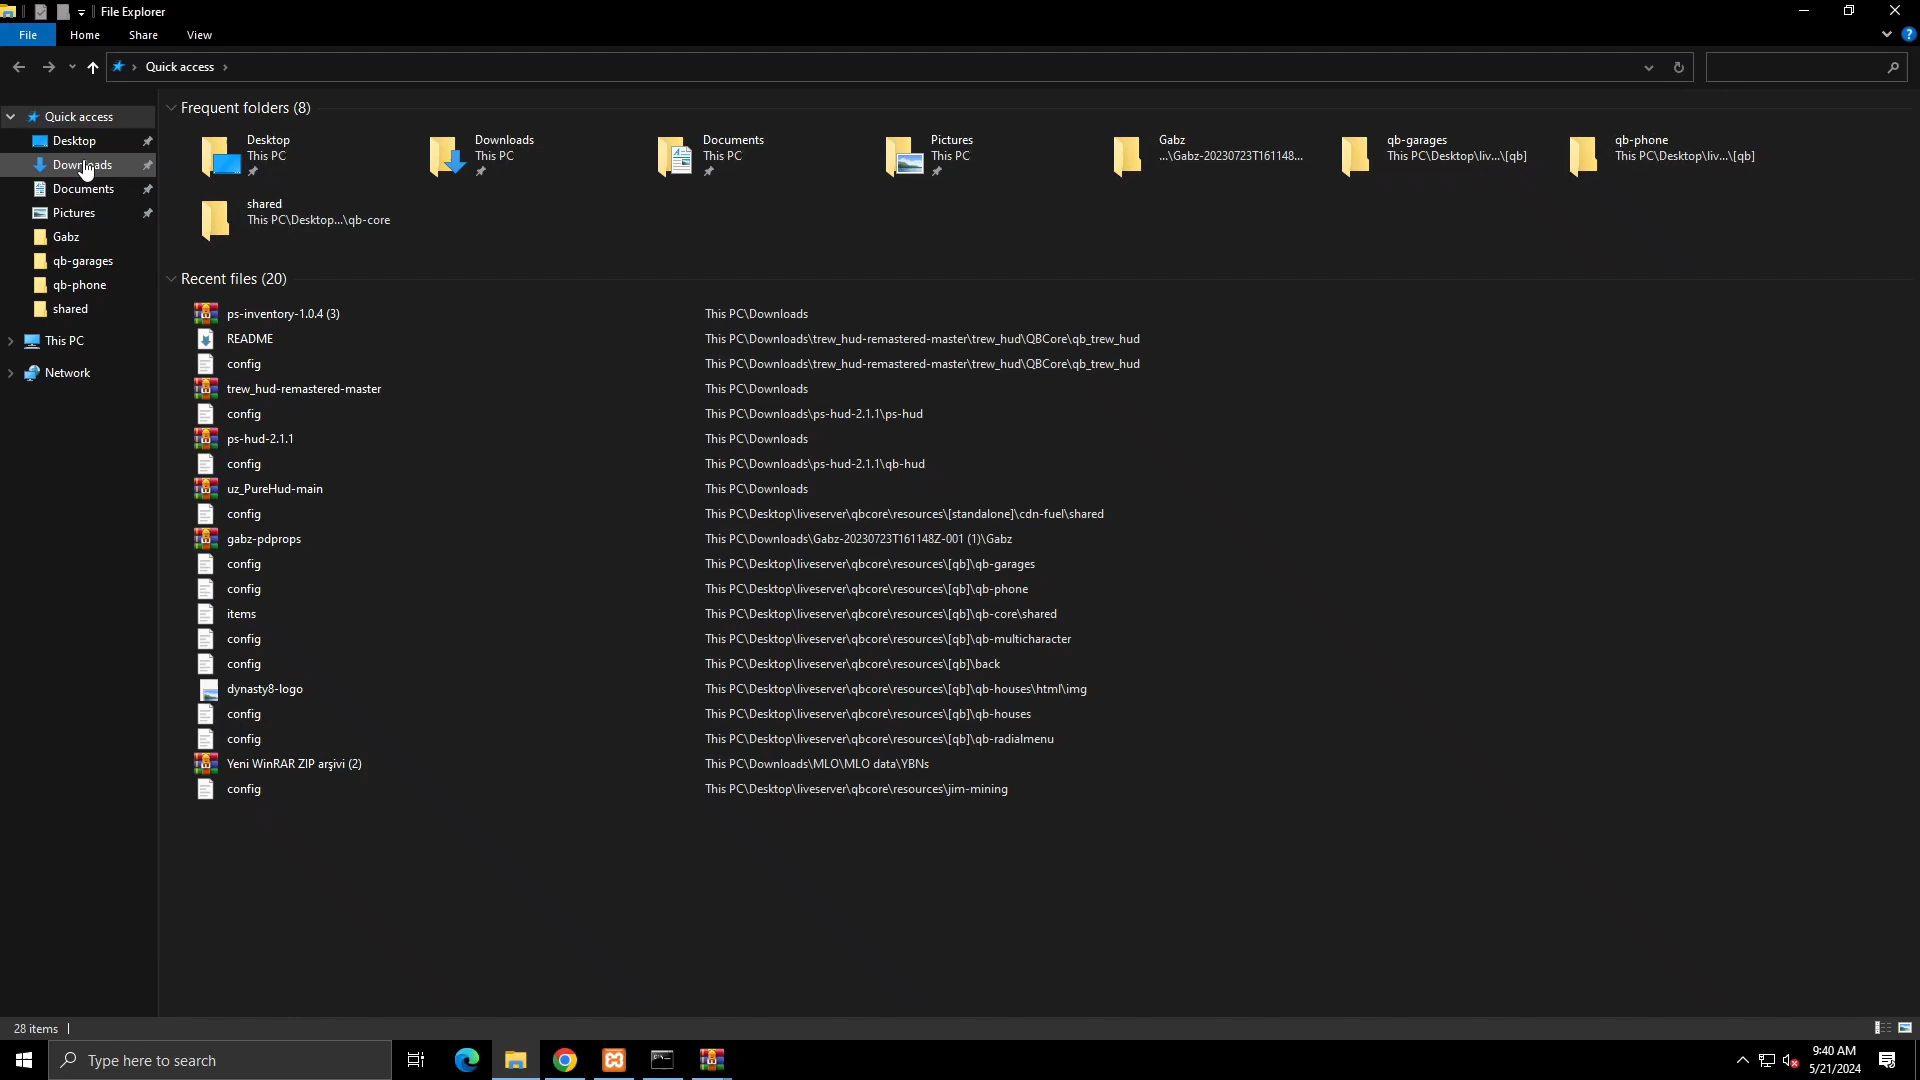 File Explorer
File Home Share View
Quick access
Quick access
Desktop
Downloads
Documents
Pictures
Gabz
qb-garages
qb-phone
shared
This PC
Network
Frequent folders (8)
Desktop
This PC
Downloads
This PC
Documents
This PC
Pictures
This PC
Gabz
...\Gabz-20230723T161148...
qb-garages
This PC\Desktop\liv...\[qb]
qb-phone
This PC\Desktop\liv...\[qb]
shared
This PC\Desktop...\qb-core
Recent files (20)
ps-inventory-1.0.4 (3) This PC\Downloads
README This PC\Downloads\trew_hud-remastered-master\trew_hud\QBCore\qb_trew_hud
config This PC\Downloads\trew_hud-remastered-master\trew_hud\QBCore\qb_trew_hud
trew_hud-remastered-master This PC\Downloads
config This PC\Downloads\ps-hud-2.1.1\ps-hud
ps-hud-2.1.1 This PC\Downloads
config This PC\Downloads\ps-hud-2.1.1\qb-hud
uz_PureHud-main This PC\Downloads
config This PC\Desktop\liveserver\qbcore\resources\[standalone]\cdn-fuel\shared
gabz-pdprops This PC\Downloads\Gabz-20230723T161148Z-001 (1)\Gabz
config This PC\Desktop\liveserver\qbcore\resources\[qb]\qb-garages
config This PC\Desktop\liveserver\qbcore\resources\[qb]\qb-phone
items This PC\Desktop\liveserver\qbcore\resources\[qb]\qb-core\shared
config This PC\Desktop\liveserver\qbcore\resources\[qb]\qb-multicharacter
config This PC\Desktop\liveserver\qbcore\resources\[qb]\back
dynasty8-logo This PC\Desktop\liveserver\qbcore\resources\[qb]\qb-houses\html\img
config This PC\Desktop\liveserver\qbcore\resources\[qb]\qb-houses
config This PC\Desktop\liveserver\qbcore\resources\[qb]\qb-radialmenu
Yeni WinRAR ZIP arşivi (2) This PC\Downloads\MLO\MLO data\YBNs
config This PC\Desktop\liveserver\qbcore\resources\jim-mining
28 items
Type here to search
9:40 AM
5/21/2024